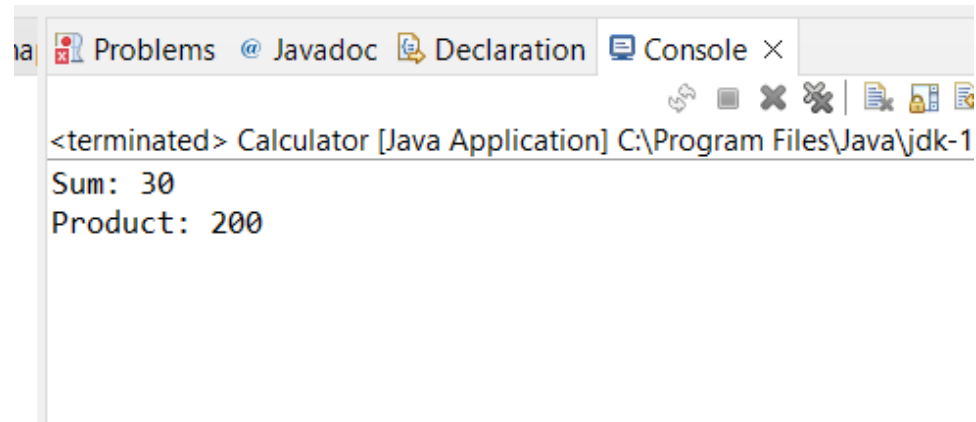 Problems @ Javadoc Declaration Console
<terminated> Calculator [Java Application] C:\Program Files\Java\jdk-1
Sum: 30
Product: 200